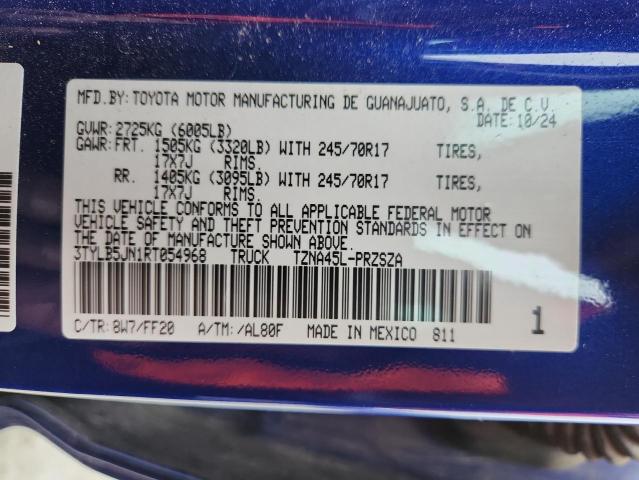 MFD.BY: TOYOTA MOTOR MANUFACTURING DE GUANAJUATO, S.A. DE C.V.
DATE: 10/24
GVWR: 2725KG (6005LB)
GAWR: FRT. 1505KG (3320LB) WITH 245/70R17 TIRES,
17X7J RIMS.
RR. 1405KG (3095LB) WITH 245/70R17 TIRES,
17X7J RIMS.
THIS VEHICLE CONFORMS TO ALL APPLICABLE FEDERAL MOTOR
VEHICLE SAFETY AND THEFT PREVENTION STANDARDS IN EFFECT ON
THE DATE OF MANUFACTURE SHOWN ABOVE.
3TYLB5JN1RT054968 TRUCK TZNA45L-PRZSZA
C/TR: 8W7/FF20 A/TM: /AL80F MADE IN MEXICO 811 1